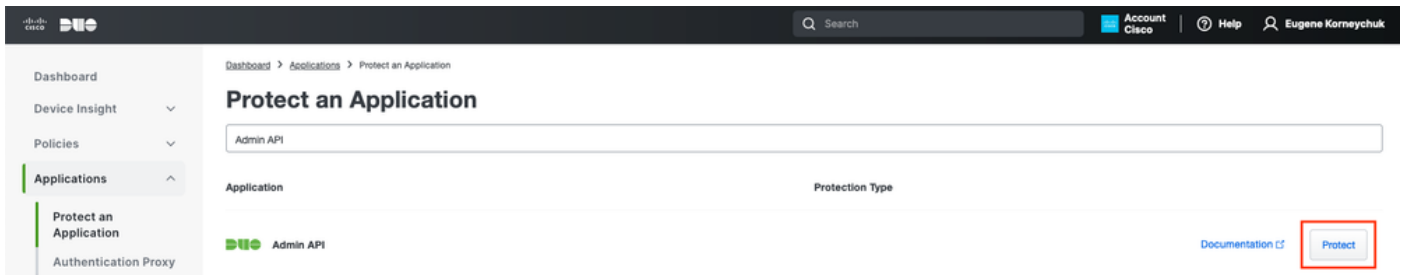 cisco DUO Search Account Cisco Help Eugene Korneychuk
Dashboard > Applications > Protect an Application
Dashboard
Device Insight
Protect an Application
Policies
Admin API
Applications
Application Protection Type
Protect an
Application
DUO Admin API Documentation Protect
Authentication Proxy